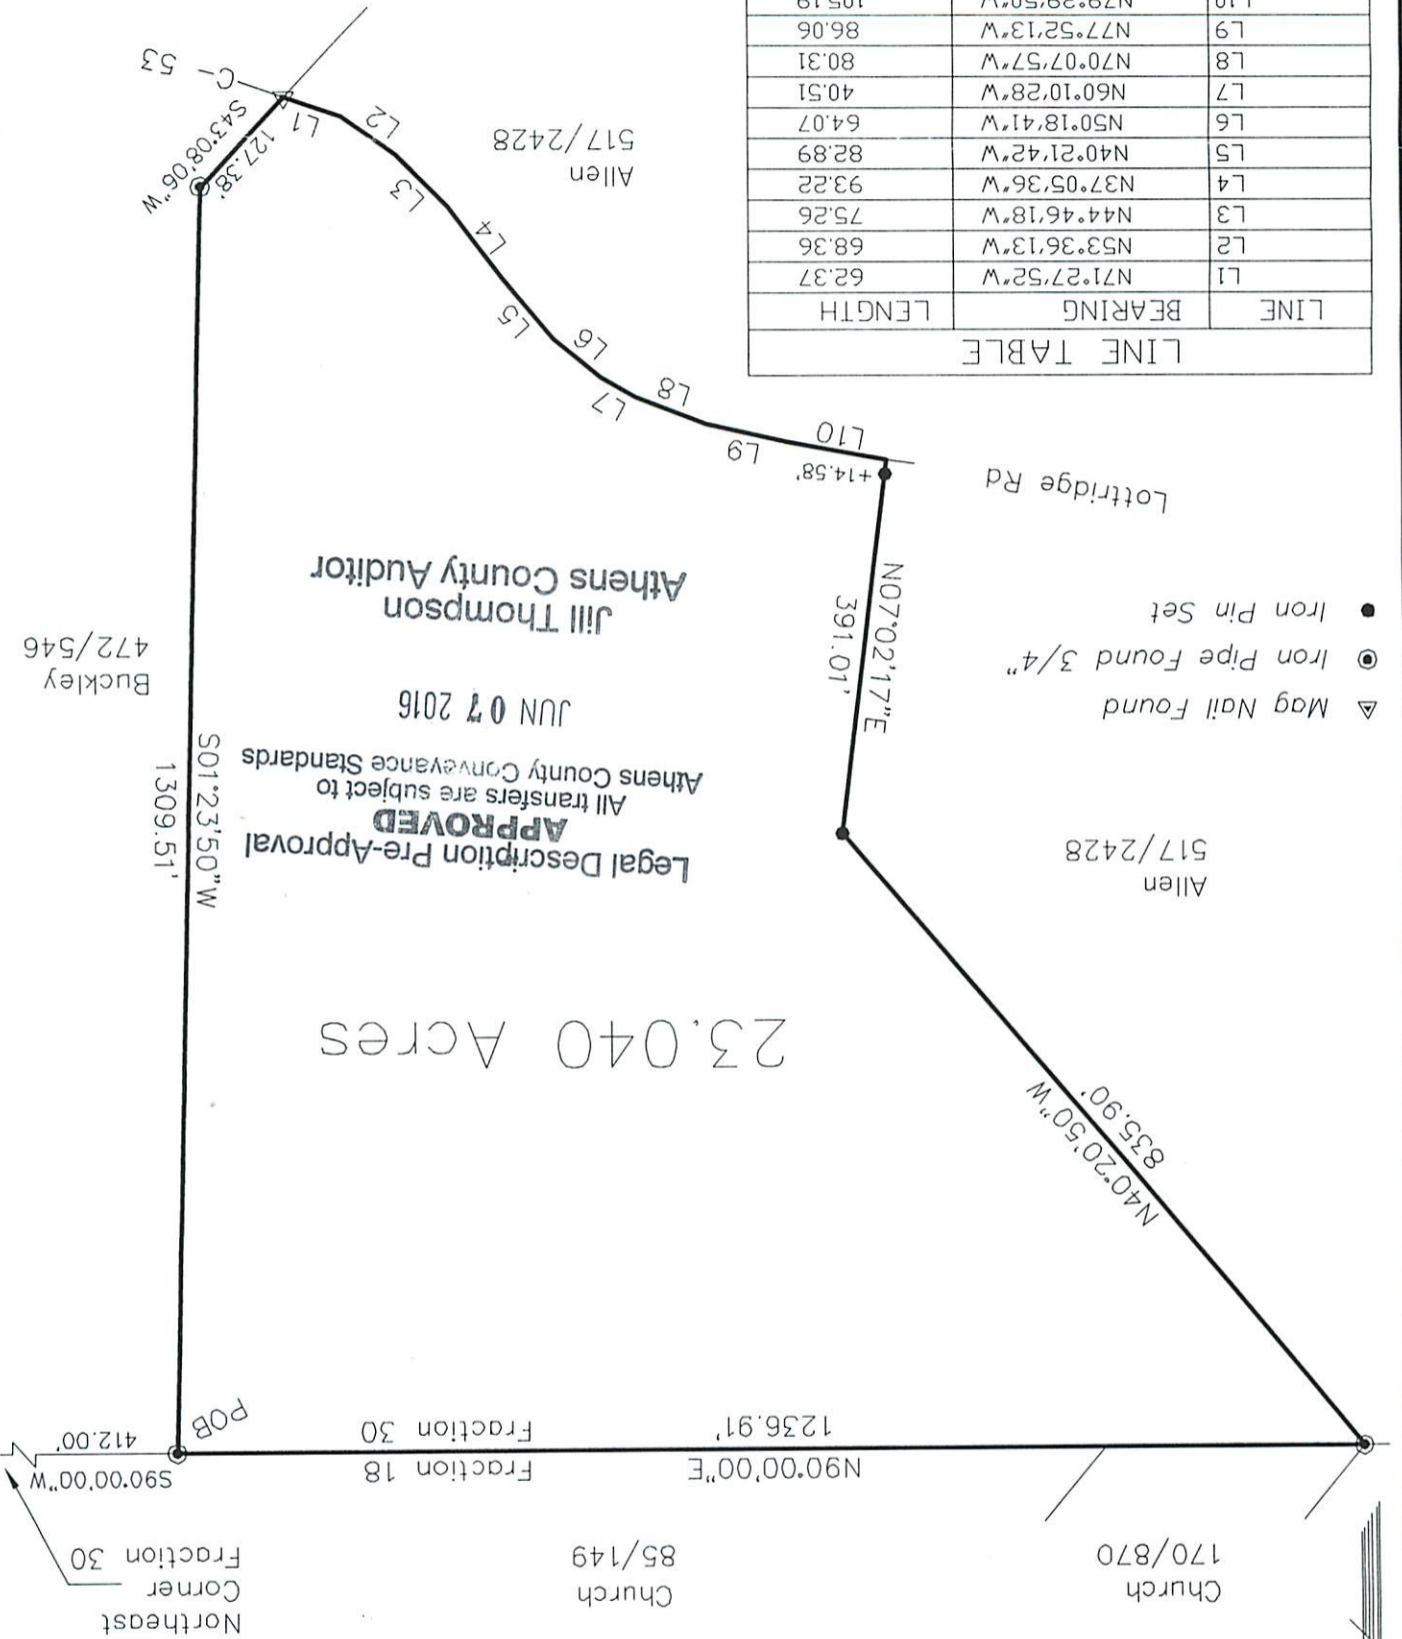 Northeast
Corner
Fraction 30
Church
85/149
Church
170/870
S90°00'00"W
412.00'
N90°00'00"E
Fraction 18
1236.91'
Fraction 30
POB
N40°20'50"W
835.90'
23.040 Acres
Allen
517/2428
Legal Description Pre-Approval
APPROVED
All transfers are subject to
Athens County Conveyance Standards
JUN 07 2016
Jill Thompson
Athens County Auditor
S01°23'50"W
1309.51'
Buckley
472/546
N07°02'17"E
391.01'
Mag Nail Found
Iron Pipe Found 3/4"
Iron Pin Set
Lottridge Rd
+14.58'
L10
L9
L8
L7
L6
L5
L4
L3
L2
L1
S43°08'06"W
127.38'
C- 53
Allen
517/2428
LINE TABLE
LINE BEARING LENGTH
L1 N71°27'52"W 62.37
L2 N53°36'13"W 68.36
L3 N44°46'18"W 75.26
L4 N37°05'36"W 93.22
L5 N40°21'42"W 82.89
L6 N50°18'41"W 64.07
L7 N60°10'28"W 40.51
L8 N70°07'57"W 80.31
L9 N77°52'13"W 86.06
L10 N79°39'50"W 105.19